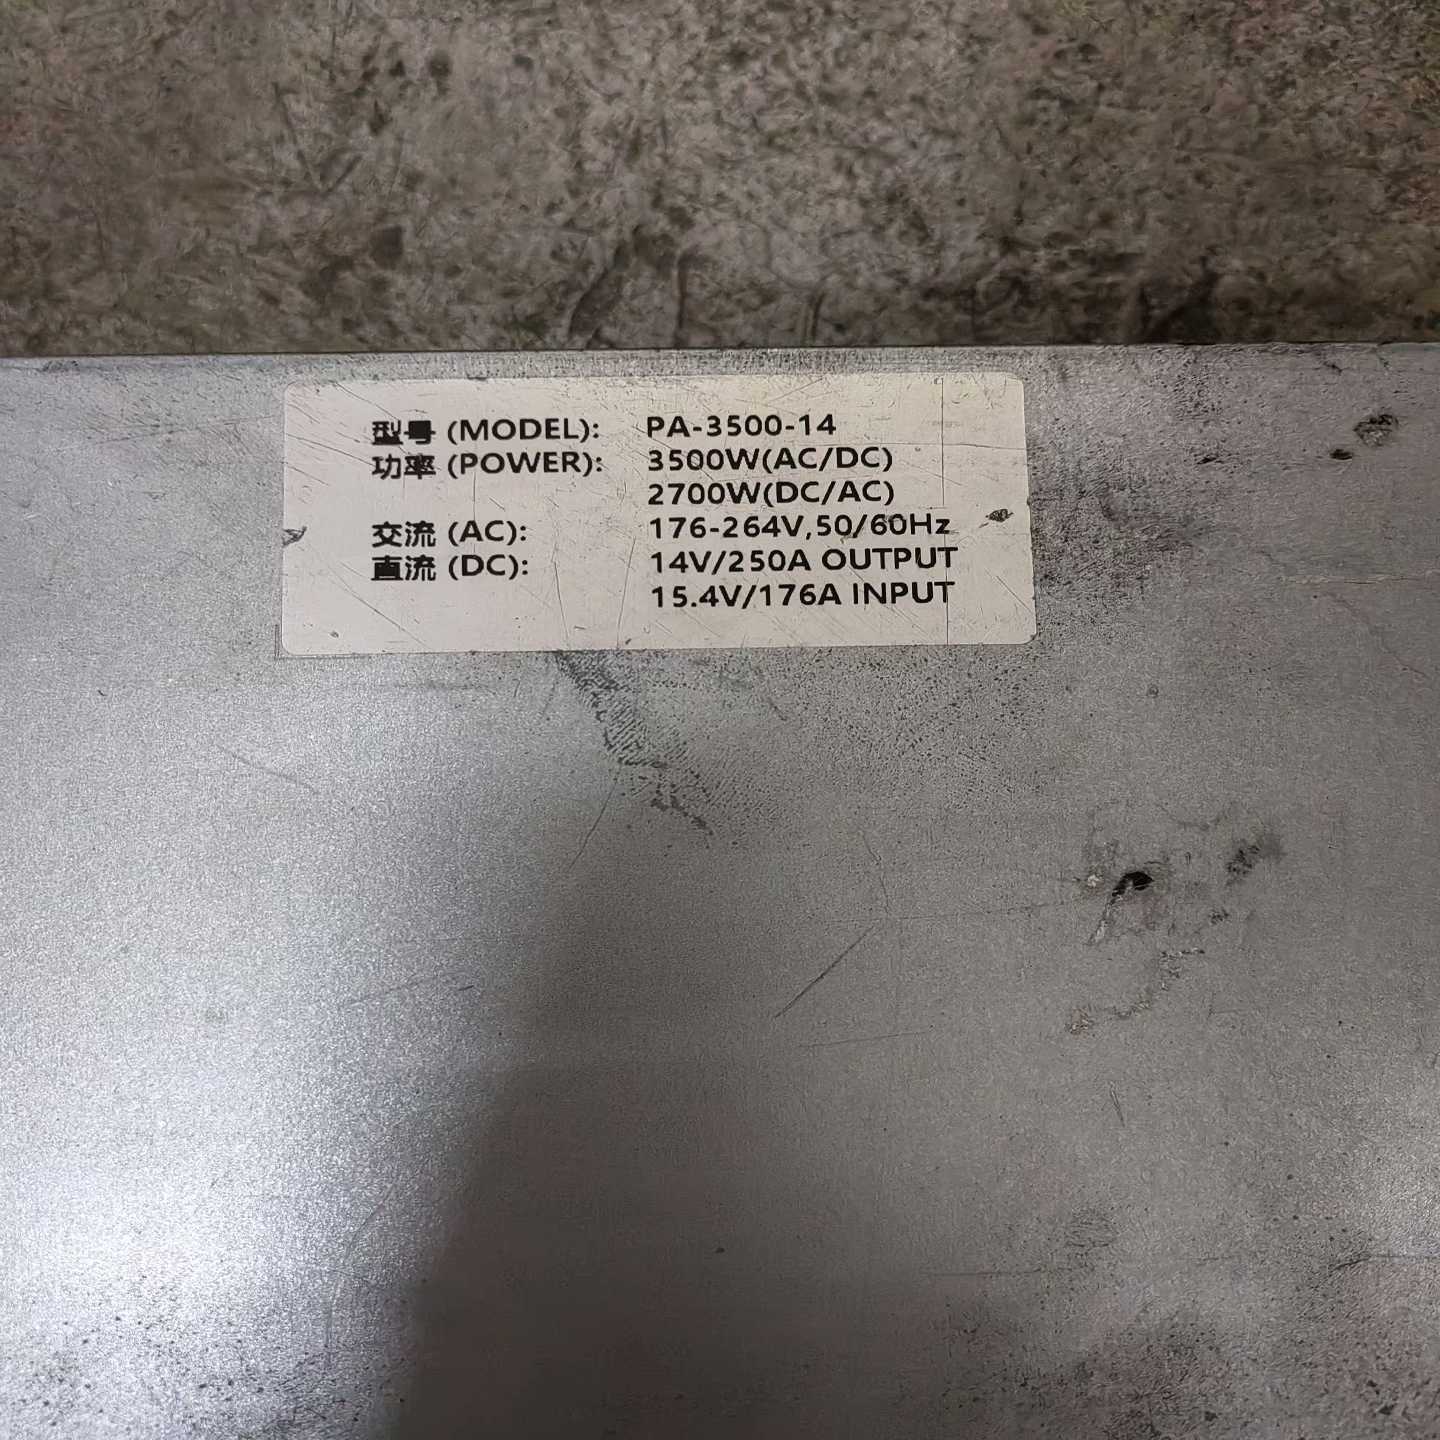 型号 (MODEL): PA-3500-14
功率 (POWER): 3500W(AC/DC)
2700W(DC/AC)
交流 (AC): 176-264V,50/60Hz
直流 (DC): 14V/250A OUTPUT
15.4V/176A INPUT